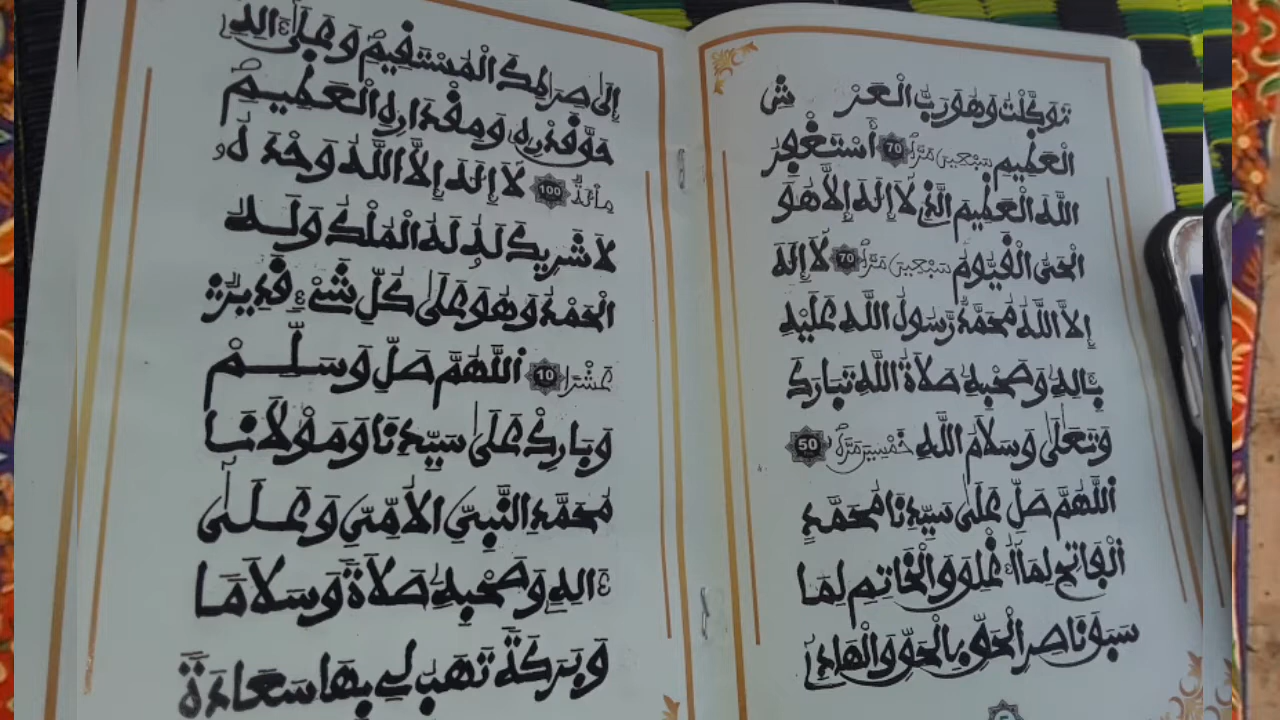 تَوَكَّلْتُ وَهُوَ رَبُّ الْعَرْشِ
الْعَظِيمِ سَبْعِينَ مَرَّةً 70 أَسْتَغْفِرُ
اللَّهَ الْعَظِيمَ الَّذِي لَا إِلَهَ إِلَّا هُوَ
الْحَيُّ الْقَيُّومُ سَبْعِينَ مَرَّةً 70 لَا إِلَهَ
إِلَّا اللَّهُ مُحَمَّدٌ رَّسُولُ اللَّهِ عَلَيْهِ
بِآلِهِ وَصَحْبِهِ صَلَاةُ اللَّهِ تَبَارَكَ
وَتَعَلَى وَسَلَامُ اللَّهِ خَمْسِينَ مَرَّةً 50
اللَّهُمَّ صَلِّ عَلَى سَيِّدِنَا مُحَمَّدٍ
الْفَاتِحِ لِمَا أُغْلِقَ وَالْخَاتِمِ لِمَا
سَبَقَ نَاصِرِ الْحَقِّ بِالْحَقِّ وَالْهَادِي
إِلَى صِرَاطِكَ الْمُسْتَقِيمِ وَعَلَى آلِهِ
حَقَّ قَدْرِهِ وَمِقْدَارِهِ الْعَظِيمِ
مِائَةً 100 لَا إِلَهَ إِلَّا اللَّهُ وَحْدَهُ
لَا شَرِيكَ لَهُ لَهُ الْمُلْكُ وَلَهُ
الْحَمْدُ وَهُوَ عَلَى كُلِّ شَيْءٍ قَدِيرٌ
عَشْرًا 10 اللَّهُمَّ صَلِّ وَسَلِّمْ
وَبَارِكْ عَلَى سَيِّدِنَا وَمَوْلَانَا
مُحَمَّدٍ النَّبِيِّ الْأُمِّيِّ وَعَلَى
آلِهِ وَصَحْبِهِ صَلَاةً وَسَلَامًا
وَبَرَكَةً تَهَبُ لِي بِهَا سَعَادَةَ